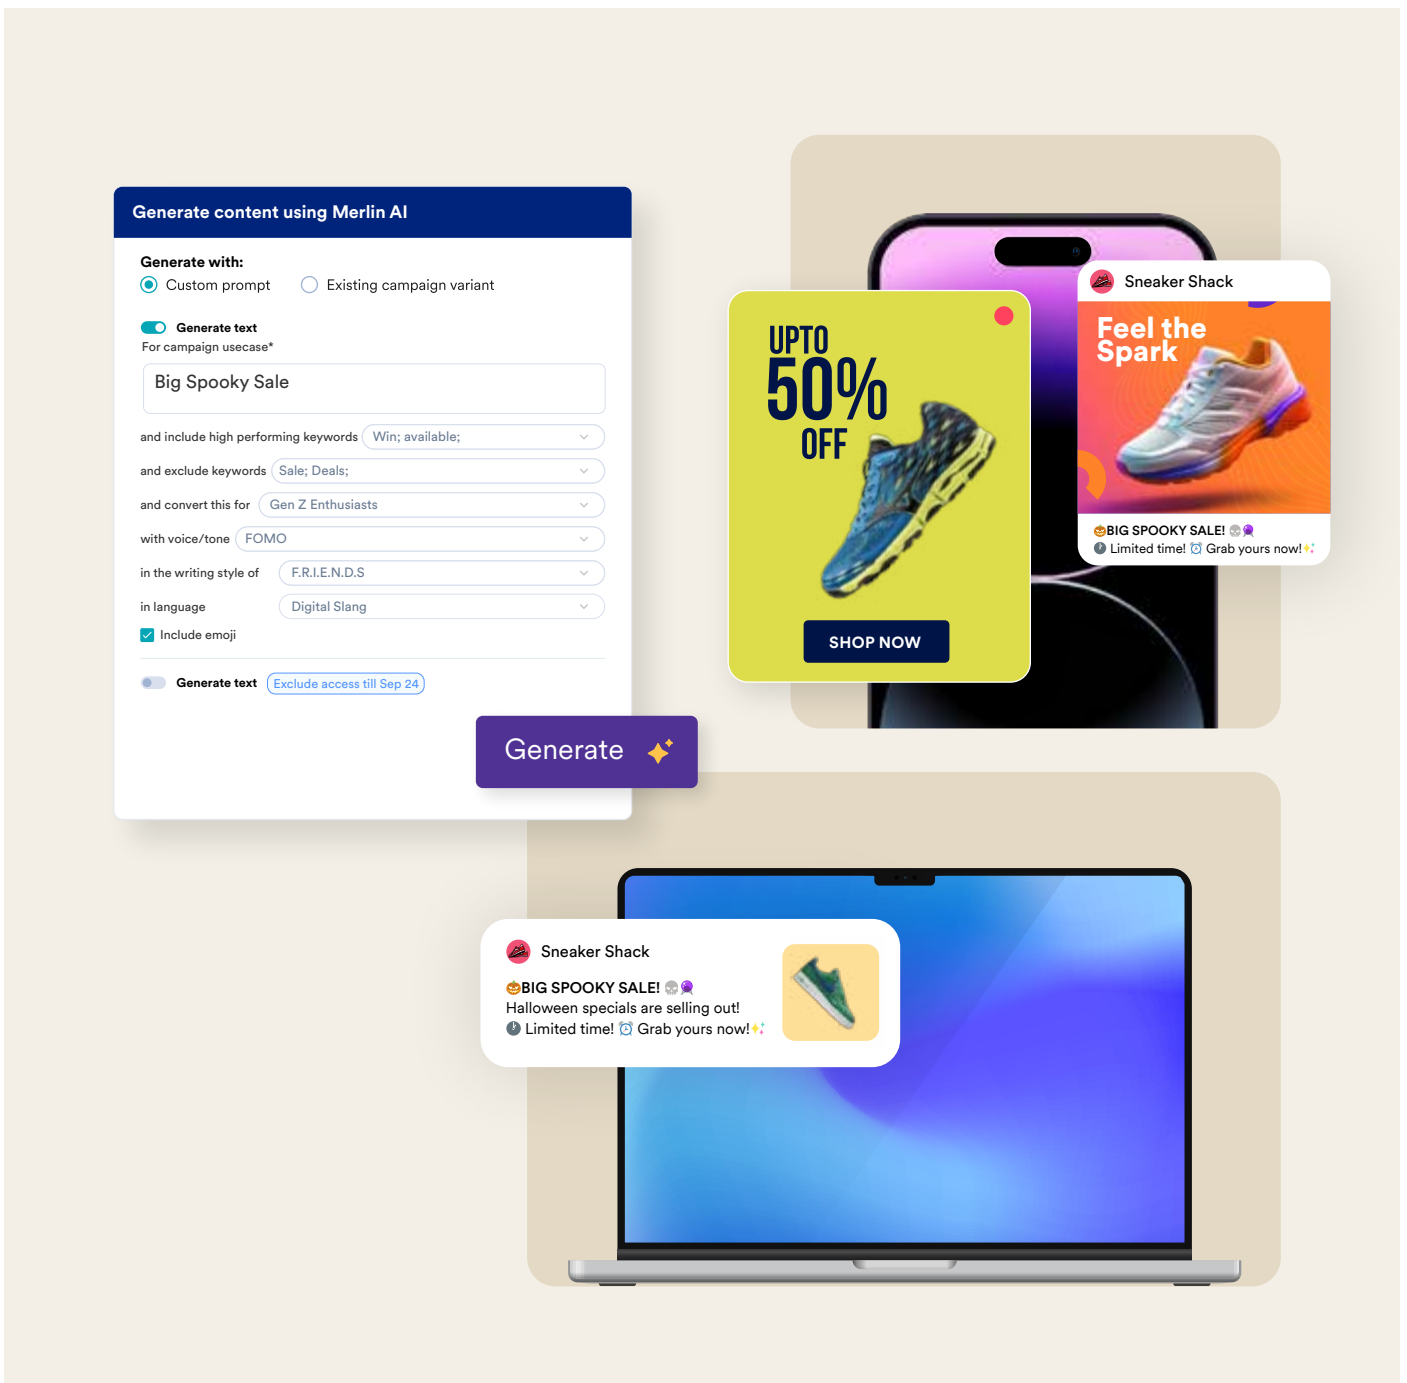 Generate content using Merlin AI
Generate with:
Custom prompt Existing campaign variant
Generate text
For campaign usecase*
Big Spooky Sale
and include high performing keywords Win; available;
and exclude keywords Sale; Deals;
and convert this for Gen Z Enthusiasts
with voice/tone FOMO
in the writing style of F.R.I.E.N.D.S
in language Digital Slang
Include emoji
Generate text Exclude access till Sep 24
Generate
UPTO
50%
OFF
SHOP NOW
Sneaker Shack
Feel the
Spark
🎃BIG SPOOKY SALE! 💀🔮
🕐 Limited time! ⏰ Grab yours now!✨
Sneaker Shack
🎃BIG SPOOKY SALE! 💀🔮
Halloween specials are selling out!
🕐 Limited time! ⏰ Grab yours now!✨